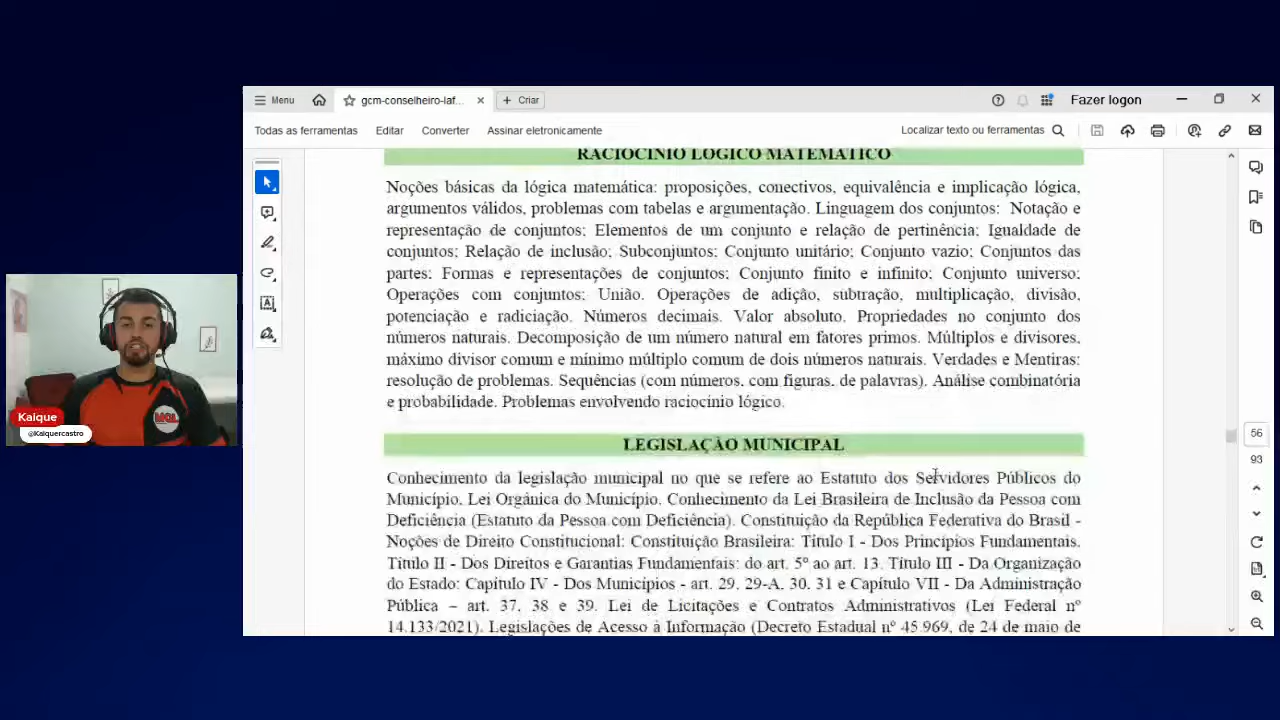 Menu
gcm-conselheiro-laf...
Criar
Fazer logon
Todas as ferramentas
Editar
Converter
Assinar eletronicamente
Localizar texto ou ferramentas
RACIOCÍNIO LÓGICO MATEMÁTICO
Noções básicas da lógica matemática: proposições, conectivos, equivalência e implicação lógica,
argumentos válidos, problemas com tabelas e argumentação. Linguagem dos conjuntos: Notação e
representação de conjuntos; Elementos de um conjunto e relação de pertinência; Igualdade de
conjuntos; Relação de inclusão; Subconjuntos; Conjunto unitário; Conjunto vazio; Conjuntos das
partes; Formas e representações de conjuntos; Conjunto finito e infinito; Conjunto universo;
Operações com conjuntos; União. Operações de adição, subtração, multiplicação, divisão,
potenciação e radiciação. Números decimais. Valor absoluto. Propriedades no conjunto dos
números naturais. Decomposição de um número natural em fatores primos. Múltiplos e divisores,
máximo divisor comum e mínimo múltiplo comum de dois números naturais. Verdades e Mentiras:
resolução de problemas. Sequências (com números, com figuras, de palavras). Análise combinatória
e probabilidade. Problemas envolvendo raciocínio lógico.
LEGISLAÇÃO MUNICIPAL
Conhecimento da legislação municipal no que se refere ao Estatuto dos Servidores Públicos do
Município. Lei Orgânica do Município. Conhecimento da Lei Brasileira de Inclusão da Pessoa com
Deficiência (Estatuto da Pessoa com Deficiência). Constituição da República Federativa do Brasil -
Noções de Direito Constitucional: Constituição Brasileira: Título I - Dos Princípios Fundamentais.
Título II - Dos Direitos e Garantias Fundamentais: do art. 5º ao art. 13. Título III - Da Organização
do Estado: Capítulo IV - Dos Municípios - art. 29, 29-A, 30, 31 e Capítulo VII - Da Administração
Pública – art. 37, 38 e 39. Lei de Licitações e Contratos Administrativos (Lei Federal nº
14.133/2021). Legislações de Acesso à Informação (Decreto Estadual nº 45.969, de 24 de maio de
56
93
MQL
Kaique
@Kaiquercastro